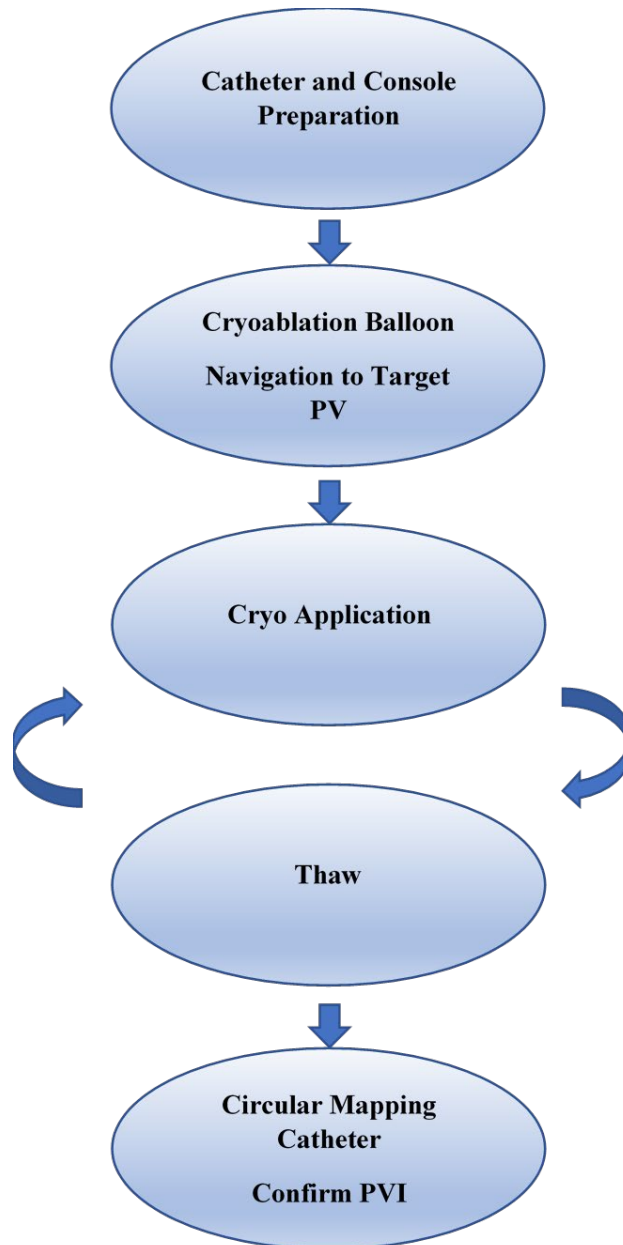 Catheter and Console
Preparation
Cryoablation Balloon
Navigation to Target
PV
Cryo Application
Thaw
Circular Mapping
Catheter
Confirm PVI